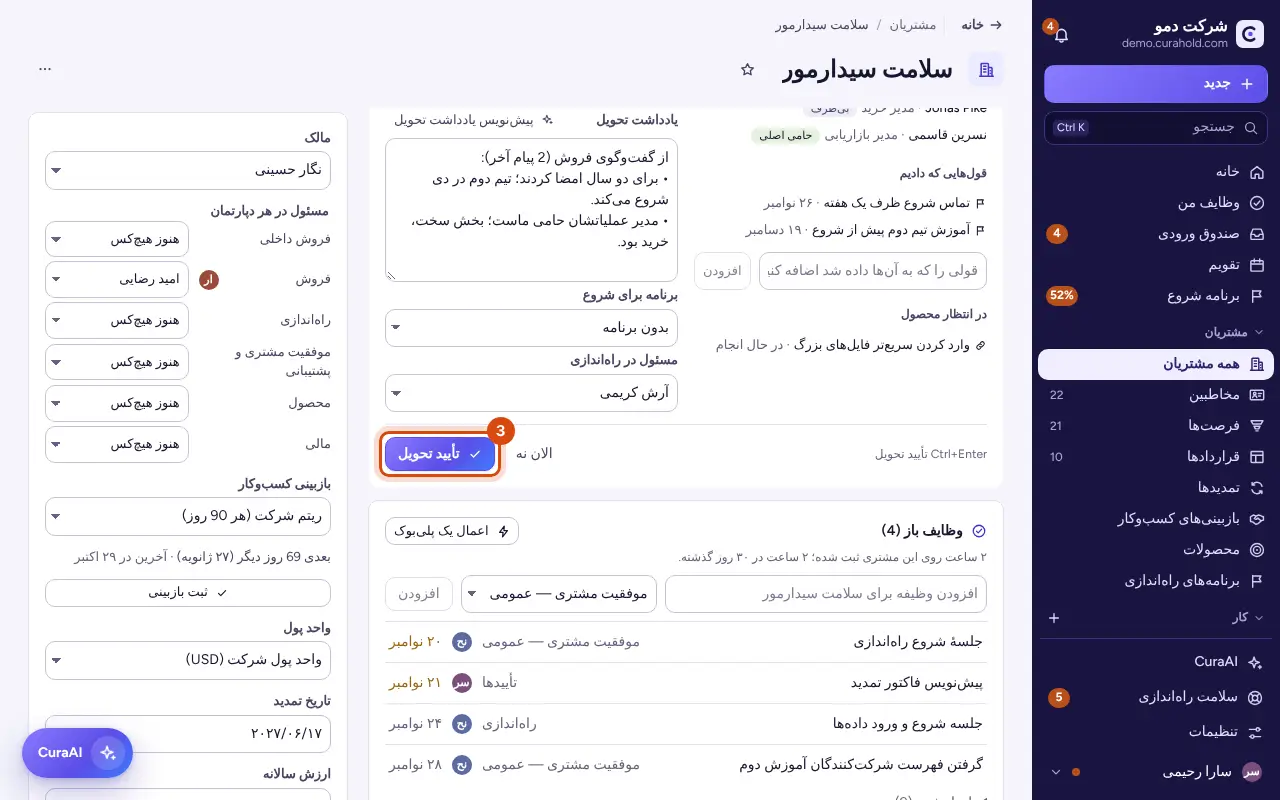 شرکت دمو
demo.curahold.com
4
جدید
جستجو
Ctrl K
خانه
وظایف من
صندوق ورودی
4
تقویم
برنامه شروع
52%
مشتریان
همه مشتریان
مخاطبین
22
فرصت‌ها
21
قراردادها
10
تمدیدها
بازبینی‌های کسب‌وکار
محصولات
برنامه‌های راه‌اندازی
کار
CuraAI
سلامت راه‌اندازی
5
تنظیمات
سر
سارا رحیمی
خانه
مشتریان / سلامت سیدارمور
سلامت سیدارمور
Jonas Pike · مدیر خرید بی‌طرف
نسرین قاسمی · مدیر بازاریابی حامی اصلی
قول‌هایی که دادیم
تماس شروع ظرف یک هفته · ۲۶ نوامبر
آموزش تیم دوم پیش از شروع · ۱۹ دسامبر
قولی را که به آن‌ها داده شد اضافه کنی
افزودن
در انتظار محصول
وارد کردن سریع‌تر فایل‌های بزرگ · در حال انجام
یادداشت تحویل
پیش‌نویس یادداشت تحویل
از گفت‌وگوی فروش (2 پیام آخر):
• برای دو سال امضا کردند؛ تیم دوم در دی
شروع می‌کند.
• مدیر عملیاتشان حامی ماست؛ بخش سخت،
خرید بود.
برنامه برای شروع
بدون برنامه
مسئول در راه‌اندازی
آرش کریمی
Ctrl+Enter تأیید تحویل
الان نه
تأیید تحویل
3
وظایف باز (4)
اعمال یک پلی‌بوک
۲ ساعت روی این مشتری ثبت شده؛ ۲ ساعت در ۳۰ روز گذشته.
افزودن وظیفه برای سلامت سیدارمور
موفقیت مشتری — عمومی
افزودن
جلسهٔ شروع راه‌اندازی
موفقیت مشتری — عمومی
نح
۲۰ نوامبر
پیش‌نویس فاکتور تمدید
تأییدها
سر
۲۱ نوامبر
جلسه شروع و ورود داده‌ها
راه‌اندازی
نح
۲۴ نوامبر
گرفتن فهرست شرکت‌کنندگان آموزش دوم
موفقیت مشتری — عمومی
نح
۲۸ نوامبر
مالک
نگار حسینی
مسئول در هر دپارتمان
فروش داخلی
هنوز هیچ‌کس
فروش
ار
امید رضایی
راه‌اندازی
هنوز هیچ‌کس
موفقیت مشتری و
پشتیبانی
هنوز هیچ‌کس
محصول
هنوز هیچ‌کس
مالی
هنوز هیچ‌کس
بازبینی کسب‌وکار
ریتم شرکت (هر 90 روز)
بعدی 69 روز دیگر (۲۷ ژانویه) · آخرین در ۲۹ اکتبر
ثبت بازبینی
واحد پول
واحد پول شرکت (USD)
تاریخ تمدید
۲۰۲۷/۰۶/۱۷
ارزش سالانه
CuraAI